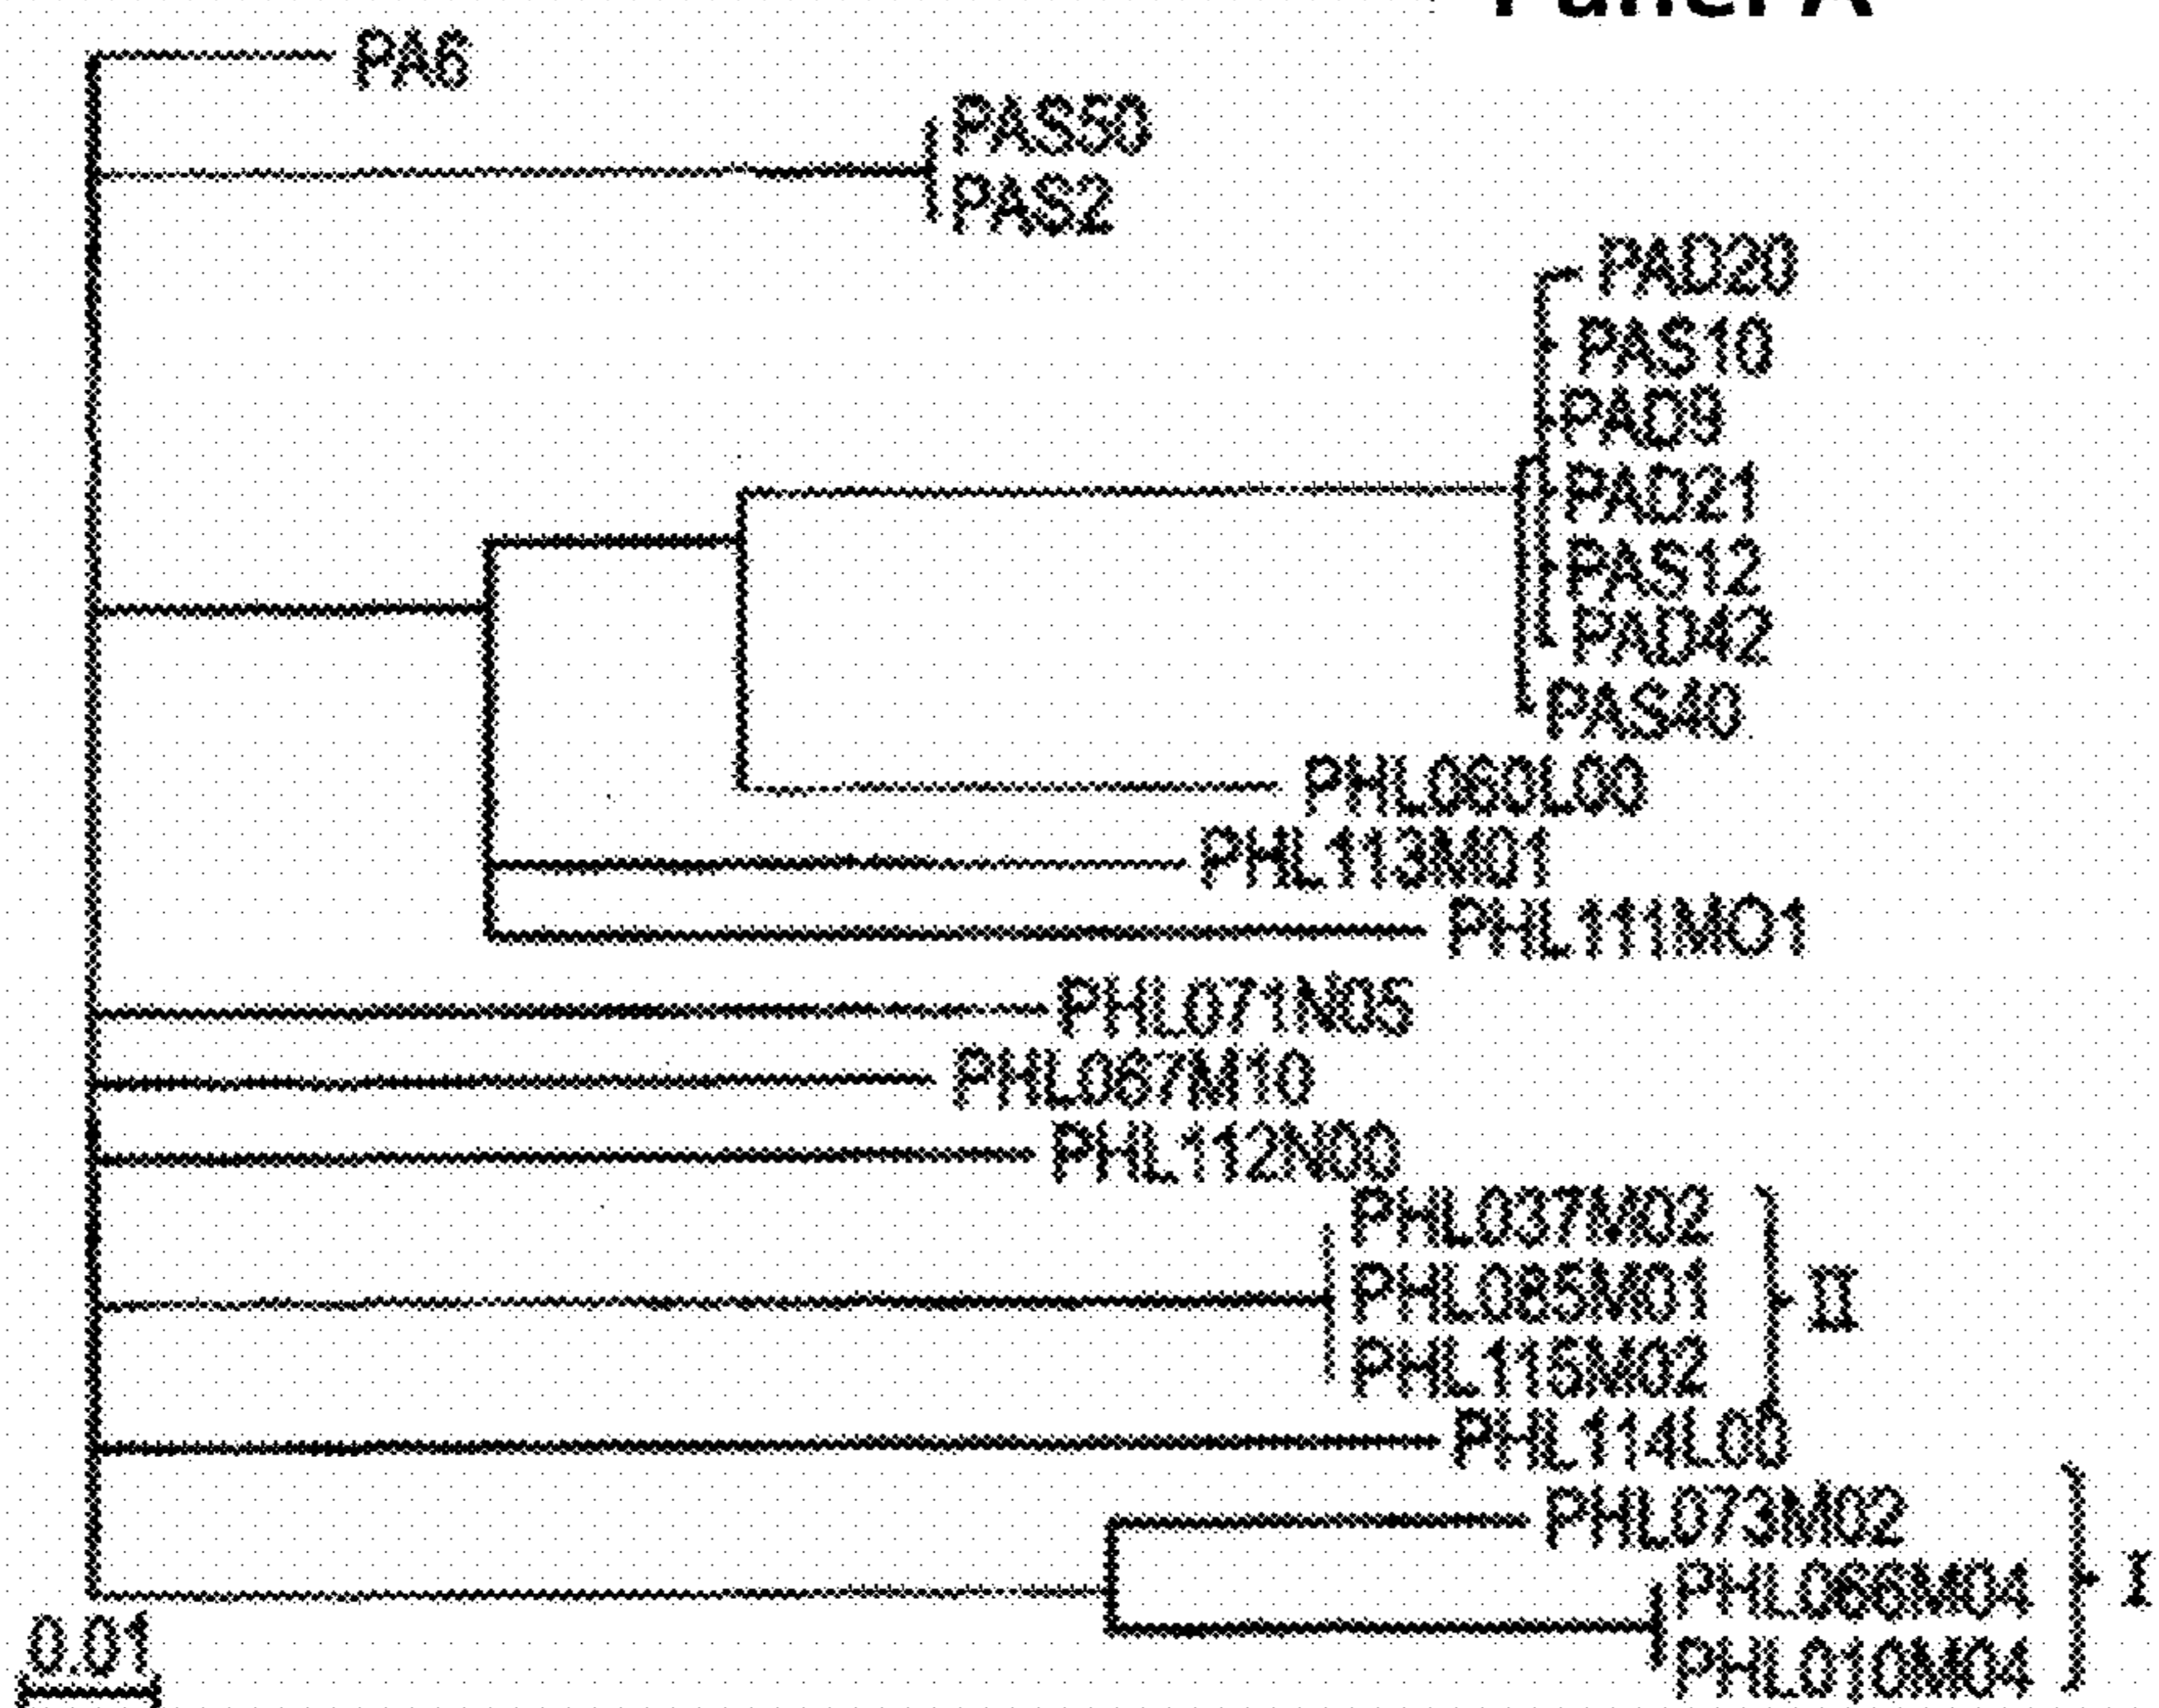 Panel A
PA6
PAS50
PAS2
PAD20
PAS10
PAD9
PAD21
PAS12
PAD42
PAS40
PHL060L00
PHL113M01
PHL111MO1
PHL071N05
PHL067M10
PHL112N00
PHL037M02
PHL085M01
II
PHL115M02
PHL114L00
PHL073M02
PHL066M04
I
PHL010M04
0.01